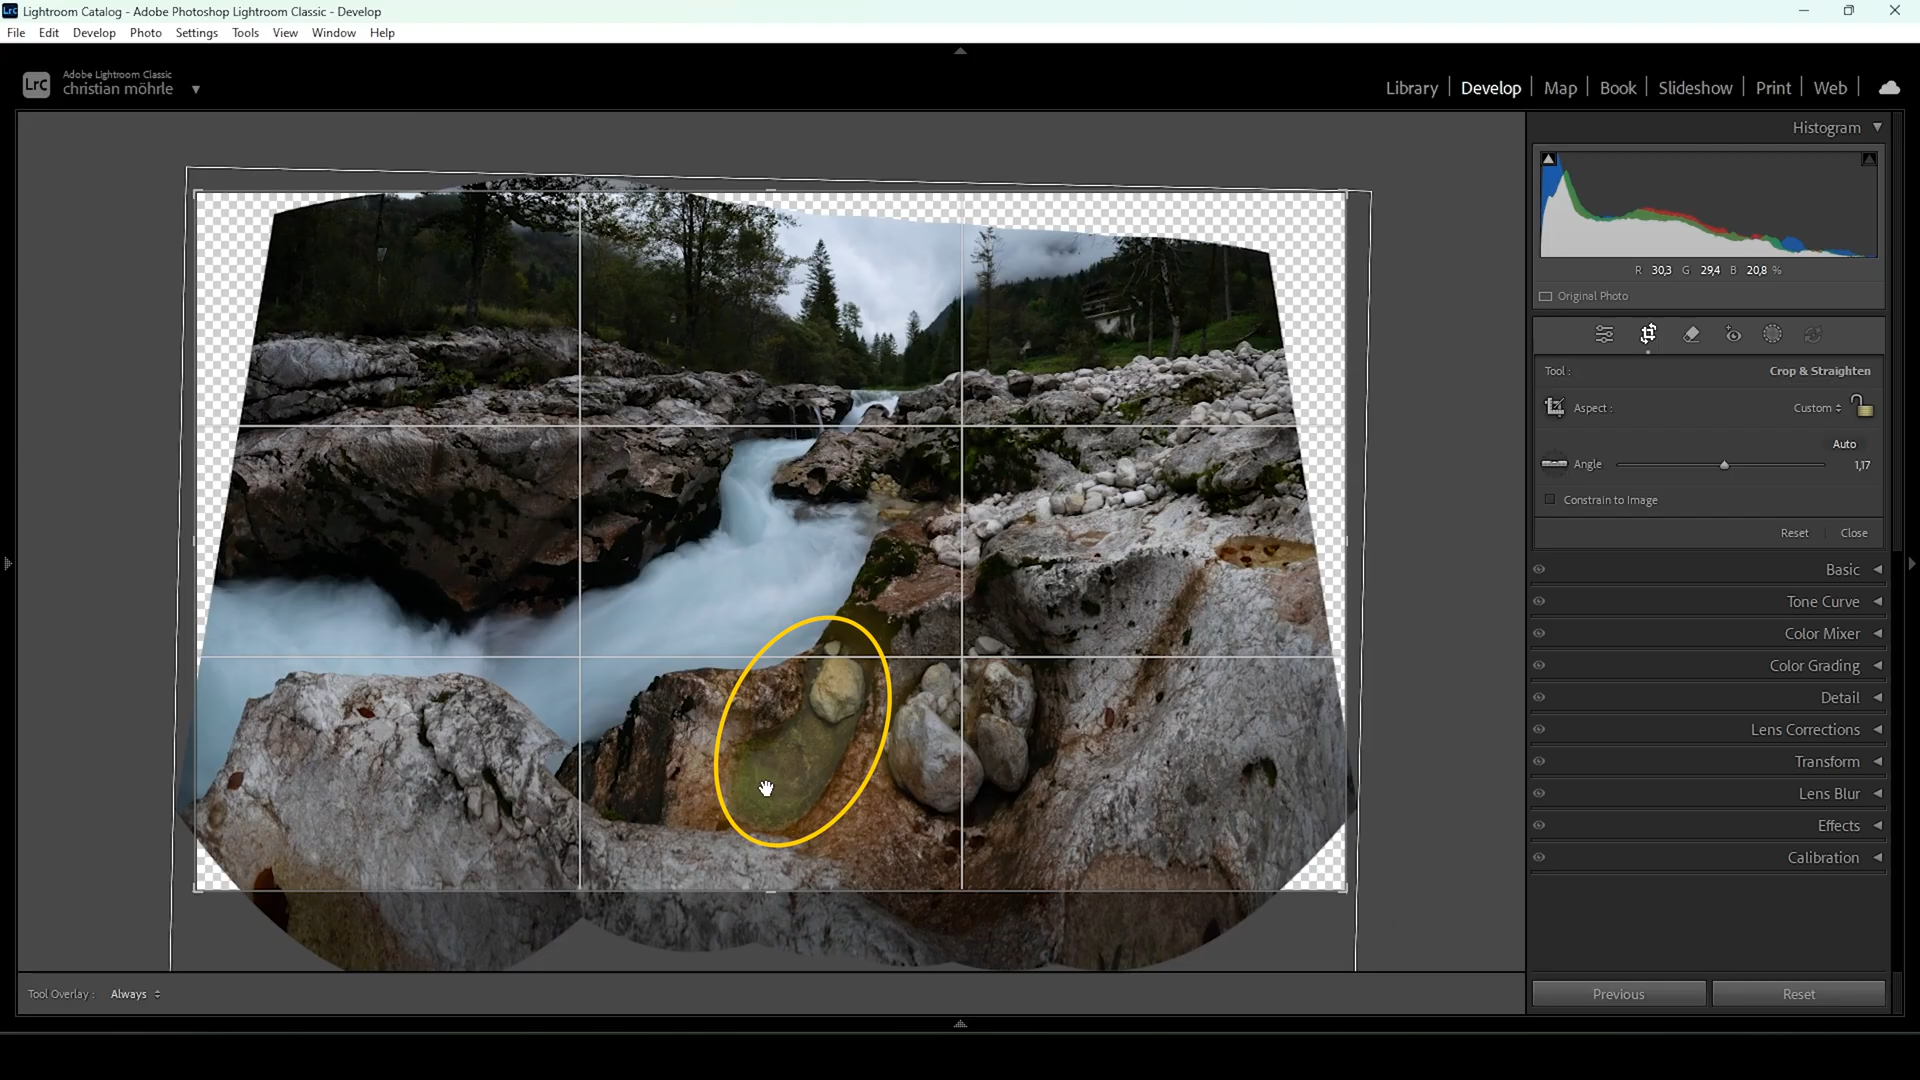 Lightroom Catalog - Adobe Photoshop Lightroom Classic - Develop
File Edit Develop Photo Settings Tools View Window Help
LrC Adobe Lightroom Classic
christian möhrle
Library Develop Map Book Slideshow Print Web
Histogram
R 30,3 G 29,4 B 20,8 %
Original Photo
Tool : Crop & Straighten
Aspect : Custom
Auto
Angle 1,17
Constrain to Image
Reset Close
Basic
Tone Curve
Color Mixer
Color Grading
Detail
Lens Corrections
Transform
Lens Blur
Effects
Calibration
Tool Overlay : Always
Previous Reset